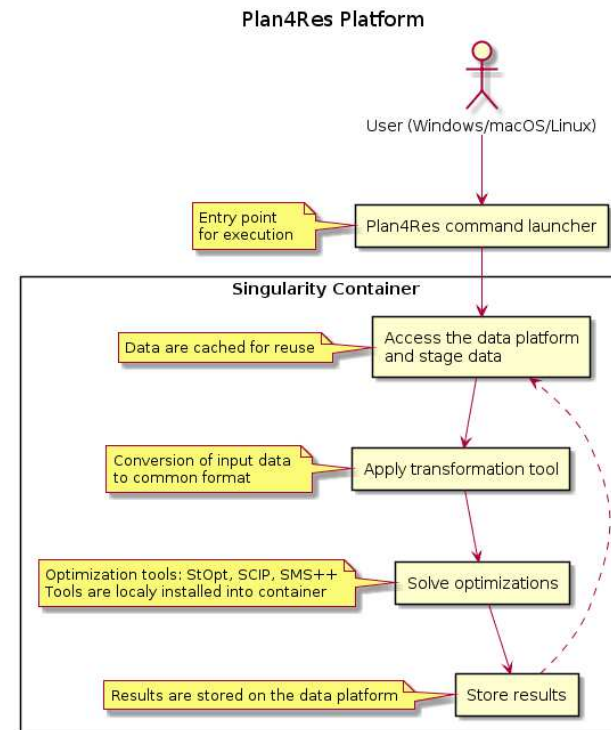 Plan4Res Platform
User (Windows/macOS/Linux)
Entry point
for execution
Plan4Res command launcher
Singularity Container
Data are cached for reuse
Access the data platform
and stage data
Conversion of input data
to common format
Apply transformation tool
Optimization tools: StOpt, SCIP, SMS++
Tools are localy installed into container
Solve optimizations
Results are stored on the data platform
Store results